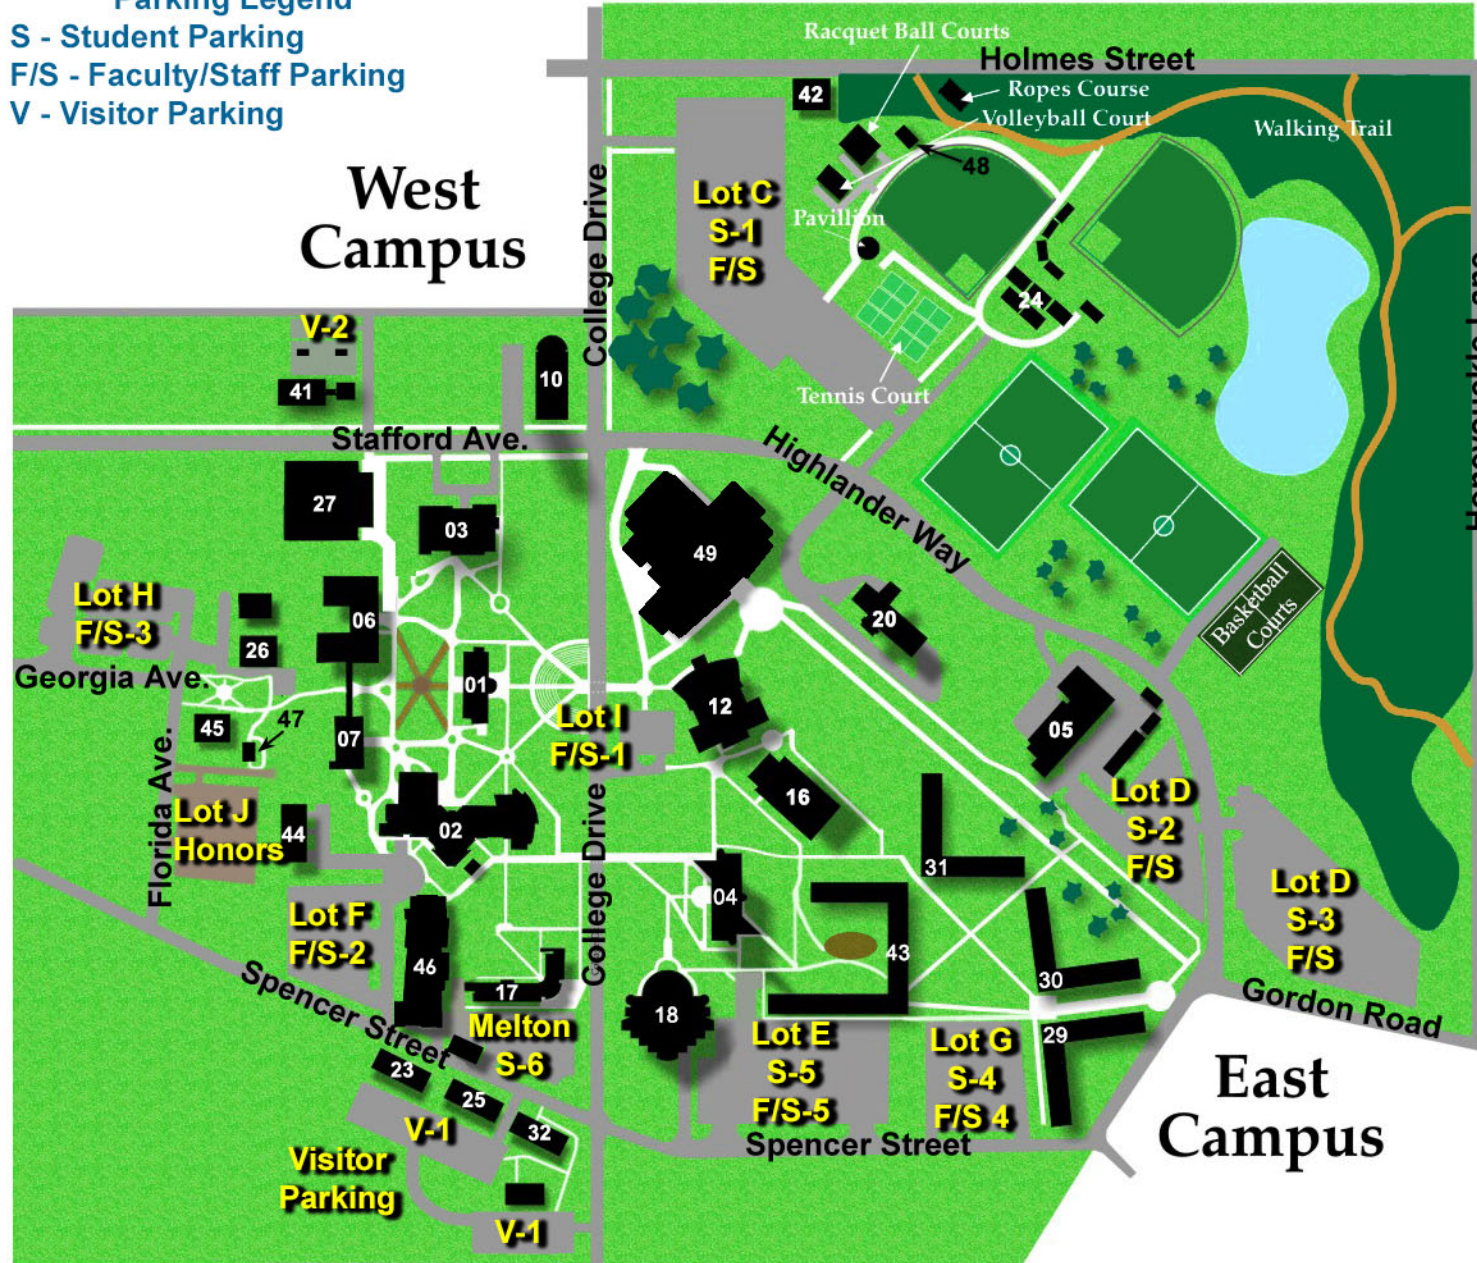 Parking Legend
S - Student Parking
F/S - Faculty/Staff Parking
V - Visitor Parking
West
Campus
Racquet Ball Courts
Holmes Street
42
Ropes Course
Volleyball Court
Walking Trail
48
Lot C
S-1
F/S
Pavillion
College Drive
24
V-2
41
10
Tennis Court
Stafford Ave.
Highlander Way
27
03
49
Lot H
F/S-3
06
26
20
Basketball
Courts
Georgia Ave.
01
45
47
07
Lot I
F/S-1
12
05
Florida Ave.
Lot J
Honors
44
02
16
Lot D
S-2
F/S
College Drive
31
04
Lot D
S-3
F/S
Lot F
F/S-2
46
43
30
17
18
Spencer Street
Melton
S-6
Lot E
S-5
F/S-5
Lot G
S-4
F/S 4
29
Gordon Road
23
25
32
V-1
Spencer Street
East
Campus
Visitor
Parking
V-1